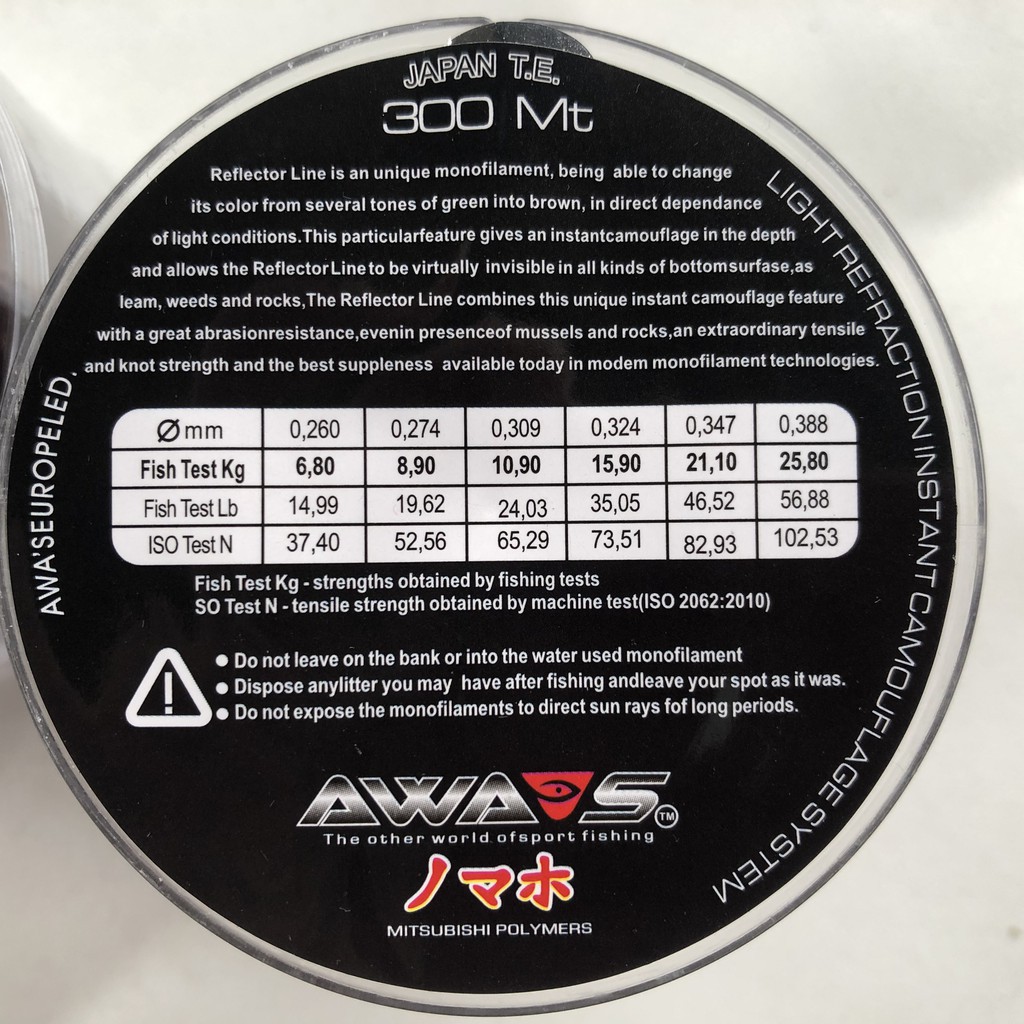 JAPAN T.E.
300 Mt
Reflector Line is an unique monofilament, being able to change
its color from several tones of green into brown, in direct dependance
of light conditions.This particularfeature gives an instantcamouflage in the depth
and allows the Reflector Line to be virtually invisible in all kinds of bottomsurfase,as
leam, weeds and rocks,The Reflector Line combines this unique instant camouflage feature
with a great abrasionresistance,evenin presenceof mussels and rocks,an extraordinary tensile
and knot strength and the best suppleness available today in modem monofilament technologies.
AWA'SEUROPELED.
LIGHT REFRACTION INSTANT CAMOUFLAGE SYSTEM
Ømm 0,260 0,274 0,309 0,324 0,347 0,388
Fish Test Kg 6,80 8,90 10,90 15,90 21,10 25,80
Fish Test Lb 14,99 19,62 24,03 35,05 46,52 56,88
ISO Test N 37,40 52,56 65,29 73,51 82,93 102,53
Fish Test Kg - strengths obtained by fishing tests
SO Test N - tensile strength obtained by machine test(ISO 2062:2010)
! 
● Do not leave on the bank or into the water used monofilament
● Dispose anylitter you may have after fishing andleave your spot as it was.
● Do not expose the monofilaments to direct sun rays fof long periods.
AWA'S TM
The other world ofsport fishing
ノマホ
MITSUBISHI POLYMERS